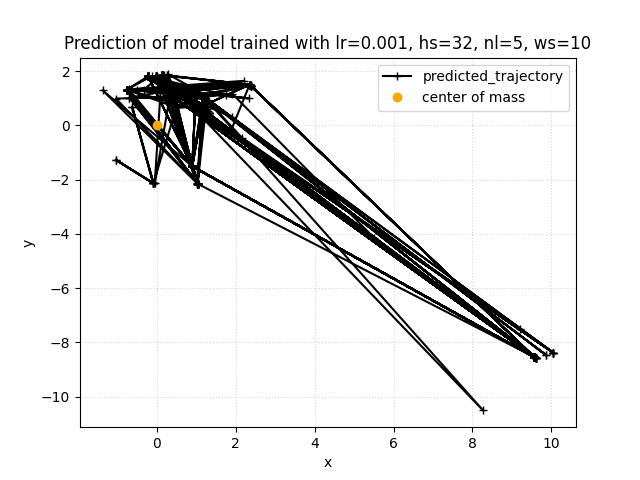 Prediction of model trained with lr=0.001, hs=32, nl=5, ws=10
predicted_trajectory
center of mass
2
0
−2
−4
−6
−8
−10
y
0 2 4 6 8 10
x